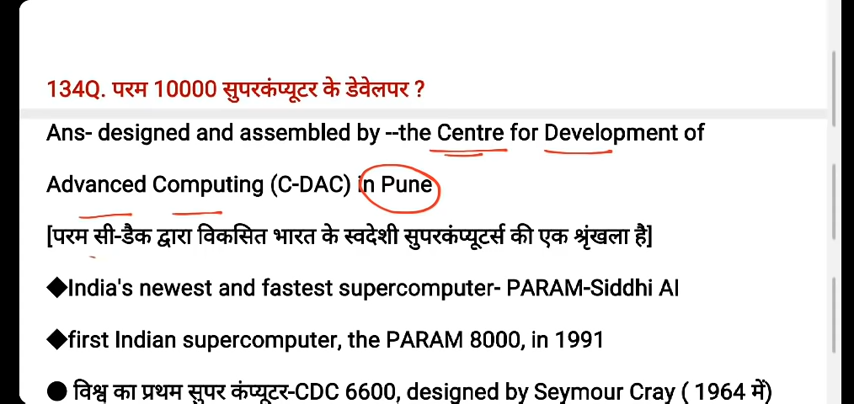 134Q. परम 10000 सुपरकंप्यूटर के डेवेलपर ?
Ans- designed and assembled by --the Centre for Development of
Advanced Computing (C-DAC) in Pune
[परम सी-डैक द्वारा विकसित भारत के स्वदेशी सुपरकंप्यूटर्स की एक श्रृंखला है]
◆India's newest and fastest supercomputer- PARAM-Siddhi AI
◆first Indian supercomputer, the PARAM 8000, in 1991
● विश्व का प्रथम सुपर कंप्यूटर-CDC 6600, designed by Seymour Cray ( 1964 में)